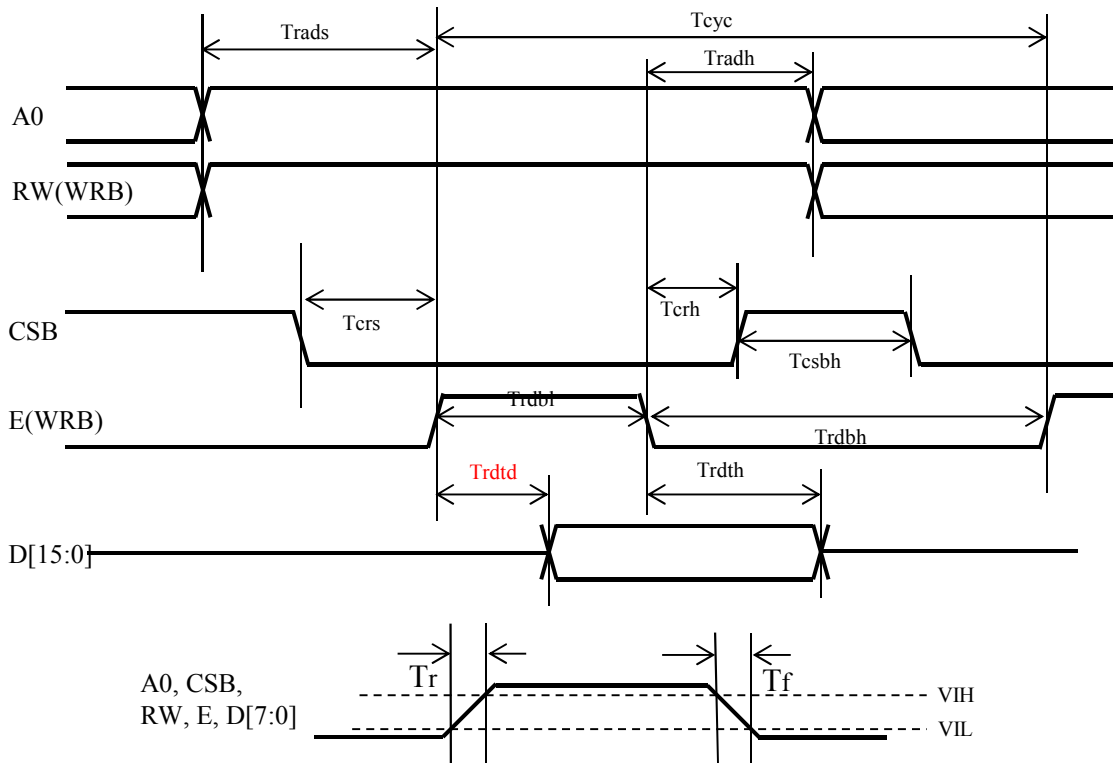 Trads
Tcyc
Tradh
A0
RW(WRB)
Tcrs
Tcrh
CSB
Tcsbh
E(WRB)
Trdbl
Trdbh
Trdtd
Trdth
D[15:0]
Tr
Tf
A0, CSB,
RW, E, D[7:0]
VIH
VIL